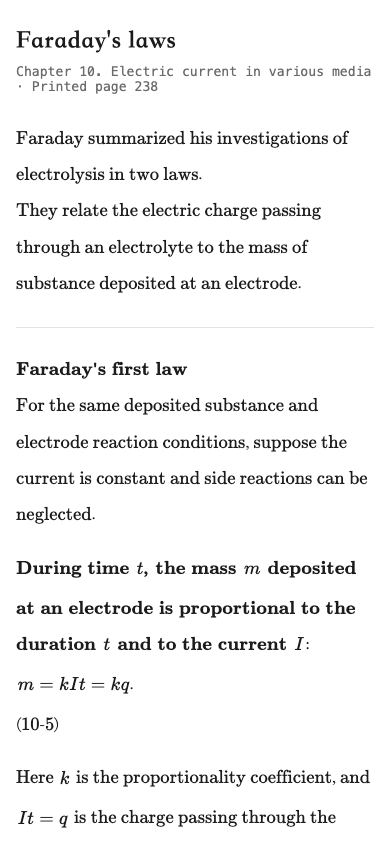 Faraday's laws
Chapter 10. Electric current in various media
· Printed page 238
Faraday summarized his investigations of
electrolysis in two laws.
They relate the electric charge passing
through an electrolyte to the mass of
substance deposited at an electrode.
Faraday's first law
For the same deposited substance and
electrode reaction conditions, suppose the
current is constant and side reactions can be
neglected.
During time t, the mass m deposited
at an electrode is proportional to the
duration t and to the current I:
m = kIt = kq.
(10-5)
Here k is the proportionality coefficient, and
It = q is the charge passing through the